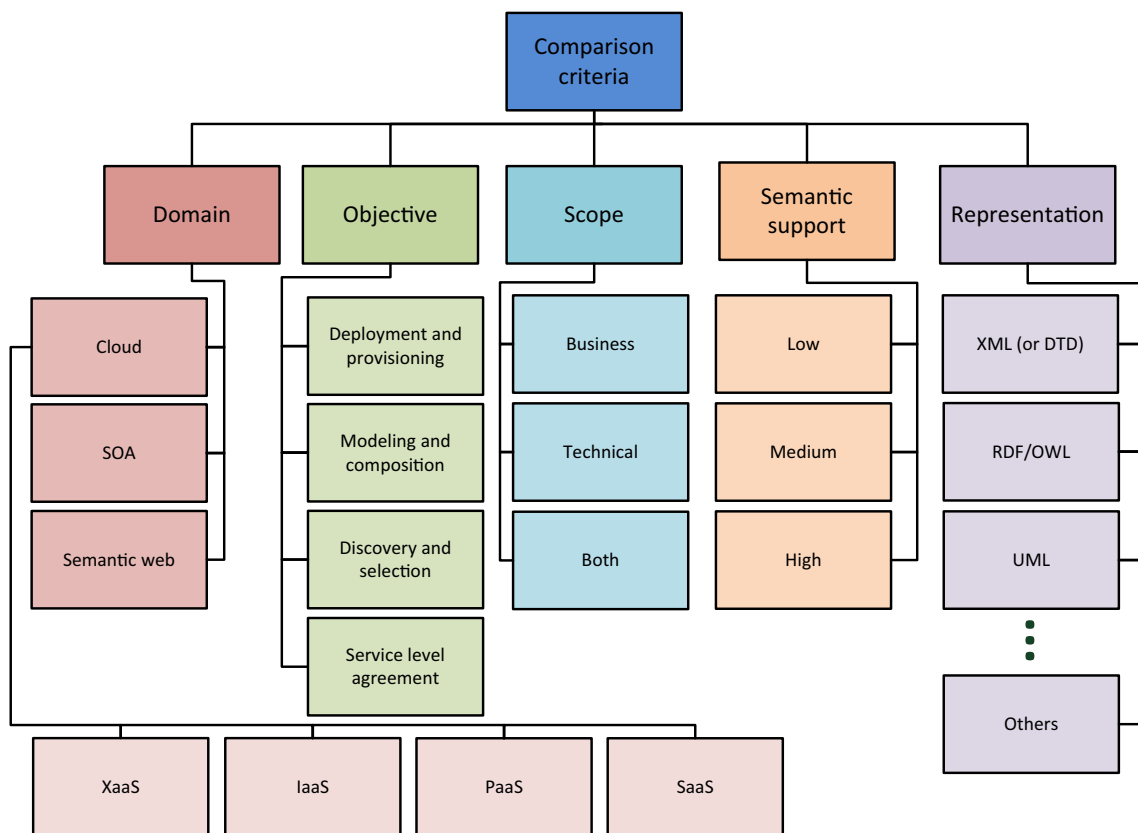 Comparison
criteria
Domain
Objective
Scope
Semantic
support
Representation
Cloud
SOA
Semantic web
Deployment and
provisioning
Modeling and
composition
Discovery and
selection
Service level
agreement
Business
Technical
Both
Low
Medium
High
XML (or DTD)
RDF/OWL
UML
Others
XaaS
IaaS
PaaS
SaaS